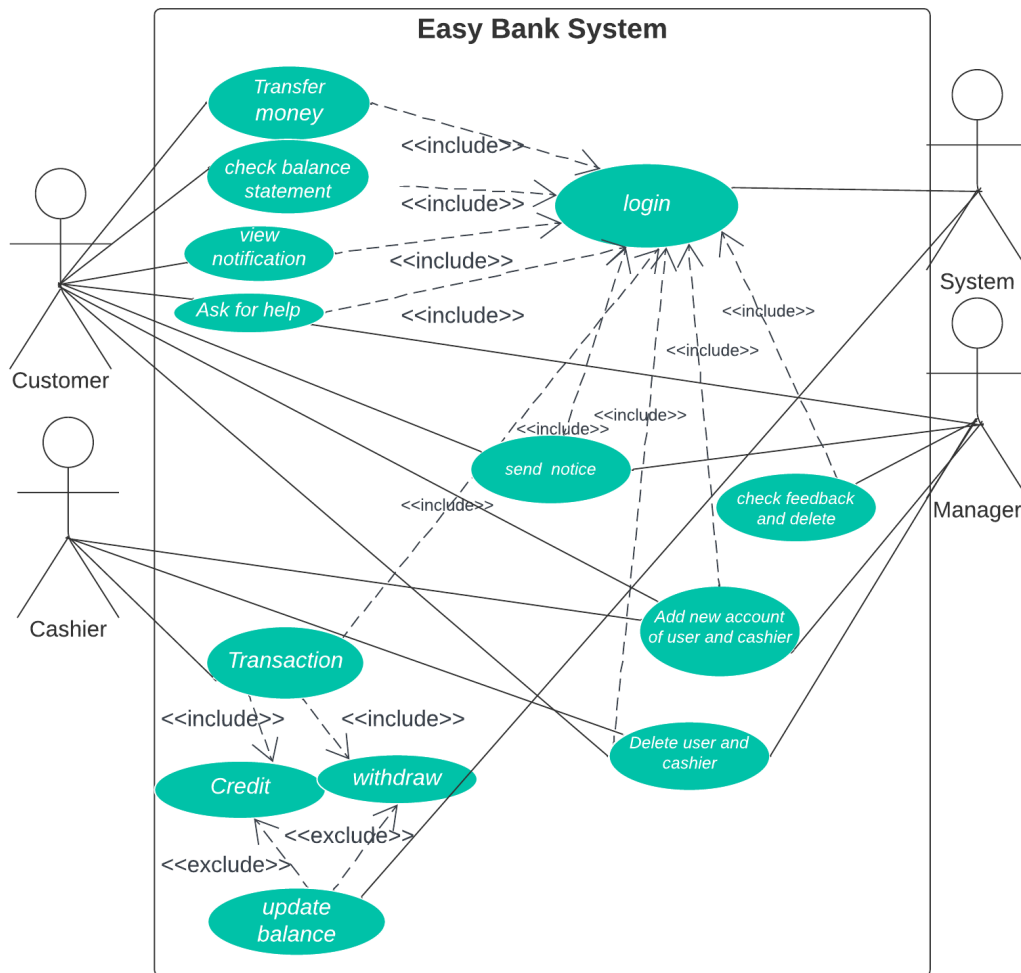 Easy Bank System
Transfer
money
<<include>>
check balance
statement
<<include>>
login
view
notification
<<include>>
System
Ask for help
<<include>>
<<include>>
Customer
<<include>>
<<include>>
<<include>>
send  notice
check feedback
and delete
<<include>>
Manager
Cashier
Add new account
of user and cashier
Transaction
<<include>>
<<include>>
Delete user and
cashier
Credit
withdraw
<<exclude>>
<<exclude>>
update
balance